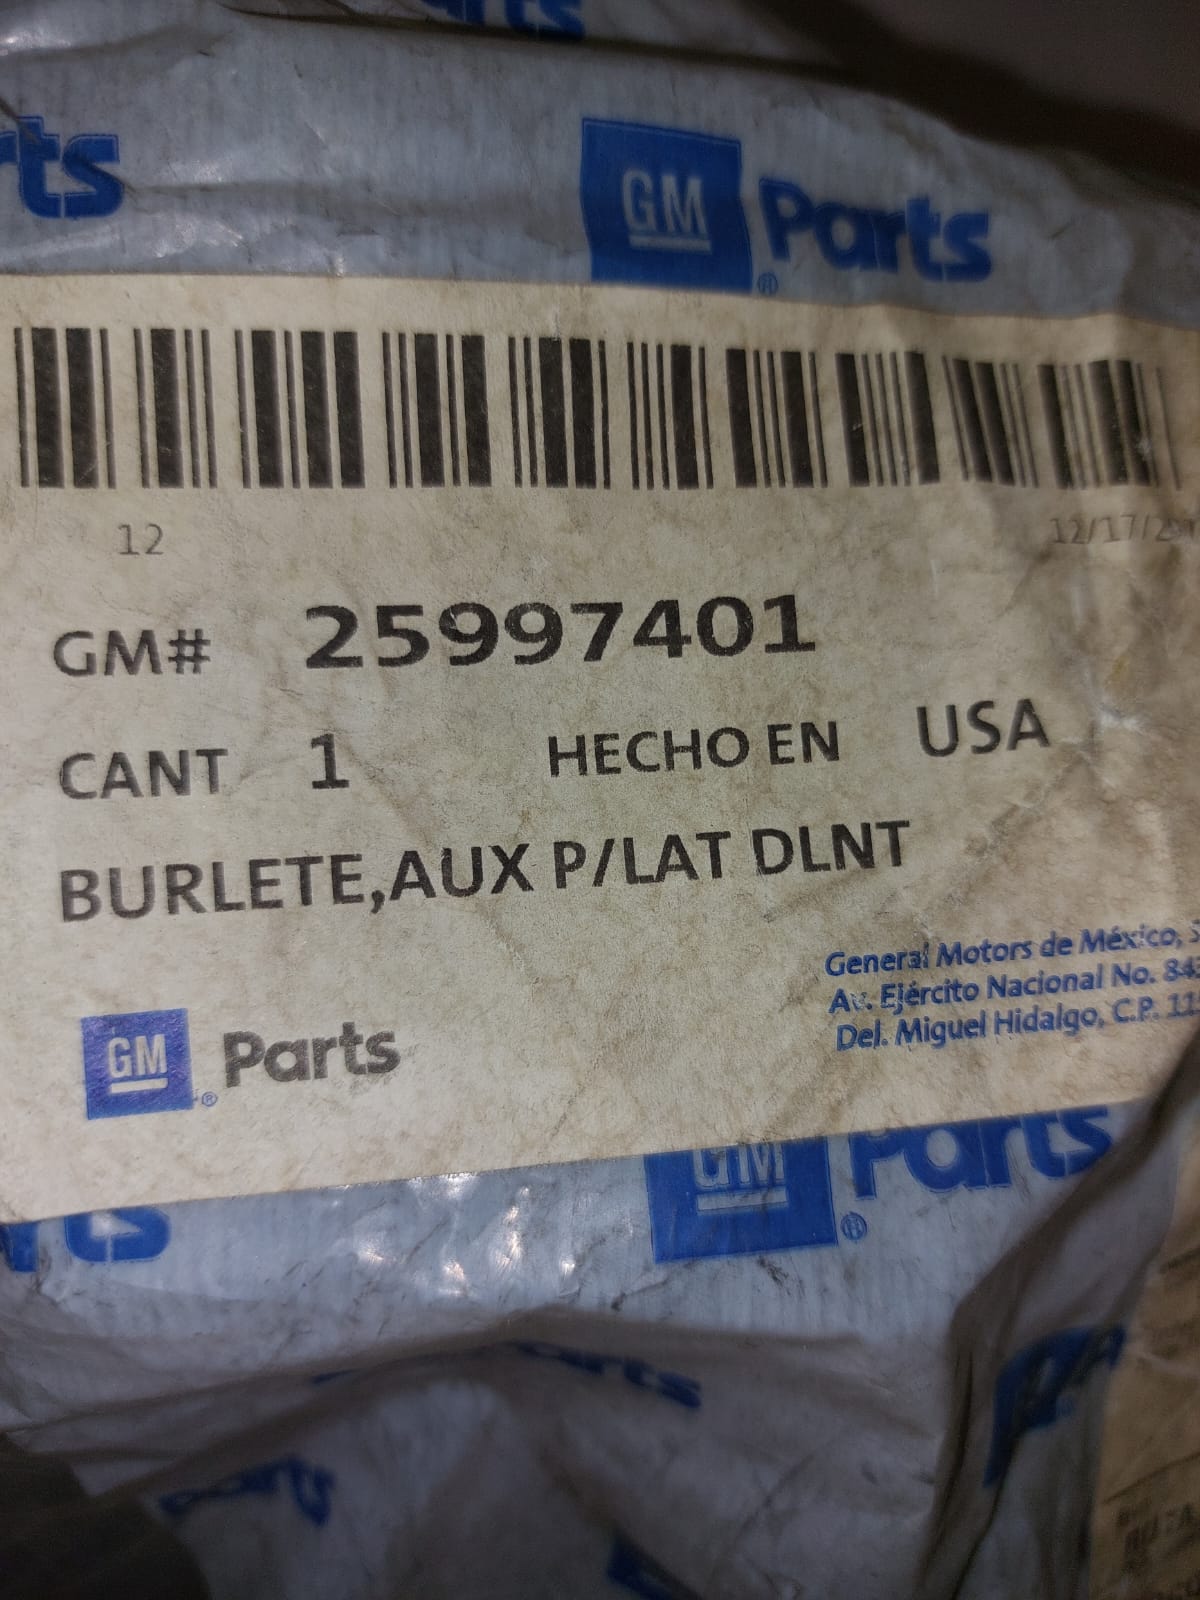 rts
GM Parts
12
GM# 25997401
CANT 1 HECHO EN USA
BURLETE,AUX P/LAT DLNT
General Motors de México,
Av. Ejército Nacional No.
Del. Miguel Hidalgo, C.P.
GM Parts
GM Parts